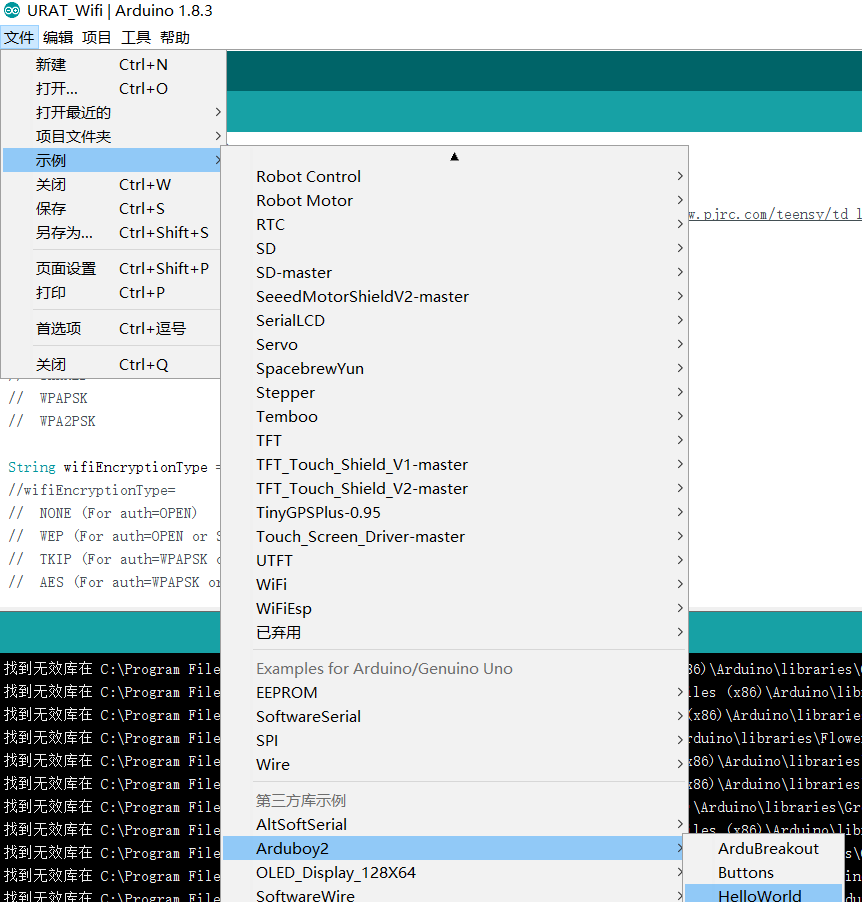 URAT_Wifi | Arduino 1.8.3
文件 编辑 项目 工具 帮助
新建 Ctrl+N
打开... Ctrl+O
打开最近的
项目文件夹
示例
关闭 Ctrl+W
保存 Ctrl+S
另存为... Ctrl+Shift+S
页面设置 Ctrl+Shift+P
打印 Ctrl+P
首选项 Ctrl+逗号
关闭 Ctrl+Q
Robot Control
Robot Motor
RTC
SD
SD-master
SeeedMotorShieldV2-master
SerialLCD
Servo
SpacebrewYun
Stepper
Temboo
TFT
TFT_Touch_Shield_V1-master
TFT_Touch_Shield_V2-master
TinyGPSPlus-0.95
Touch_Screen_Driver-master
UTFT
WiFi
WiFiEsp
已弃用
Examples for Arduino/Genuino Uno
EEPROM
SoftwareSerial
SPI
Wire
第三方库示例
AltSoftSerial
Arduboy2
OLED_Display_128X64
SoftwareWire
ArduBreakout
Buttons
HelloWorld
w.pjrc.com/teensy/td_l
// WPAPSK
// WPA2PSK
String wifiEncryptionType =
//wifiEncryptionType=
// NONE (For auth=OPEN)
// WEP (For auth=OPEN or S
// TKIP (For auth=WPAPSK o
// AES (For auth=WPAPSK or
找到无效库在 C:\Program File 86)\Arduino\libraries\
找到无效库在 C:\Program File les (x86)\Arduino\lib
找到无效库在 C:\Program File (x86)\Arduino\libraries
找到无效库在 C:\Program File rduino\libraries\Flowe
找到无效库在 C:\Program File x86)\Arduino\libraries
找到无效库在 C:\Program File x86)\Arduino\libraries
找到无效库在 C:\Program File \Arduino\libraries\Gr
找到无效库在 C:\Program File les (x86)\Arduino\lib
找到无效库在 C:\Program File
找到无效库在 C:\Program File